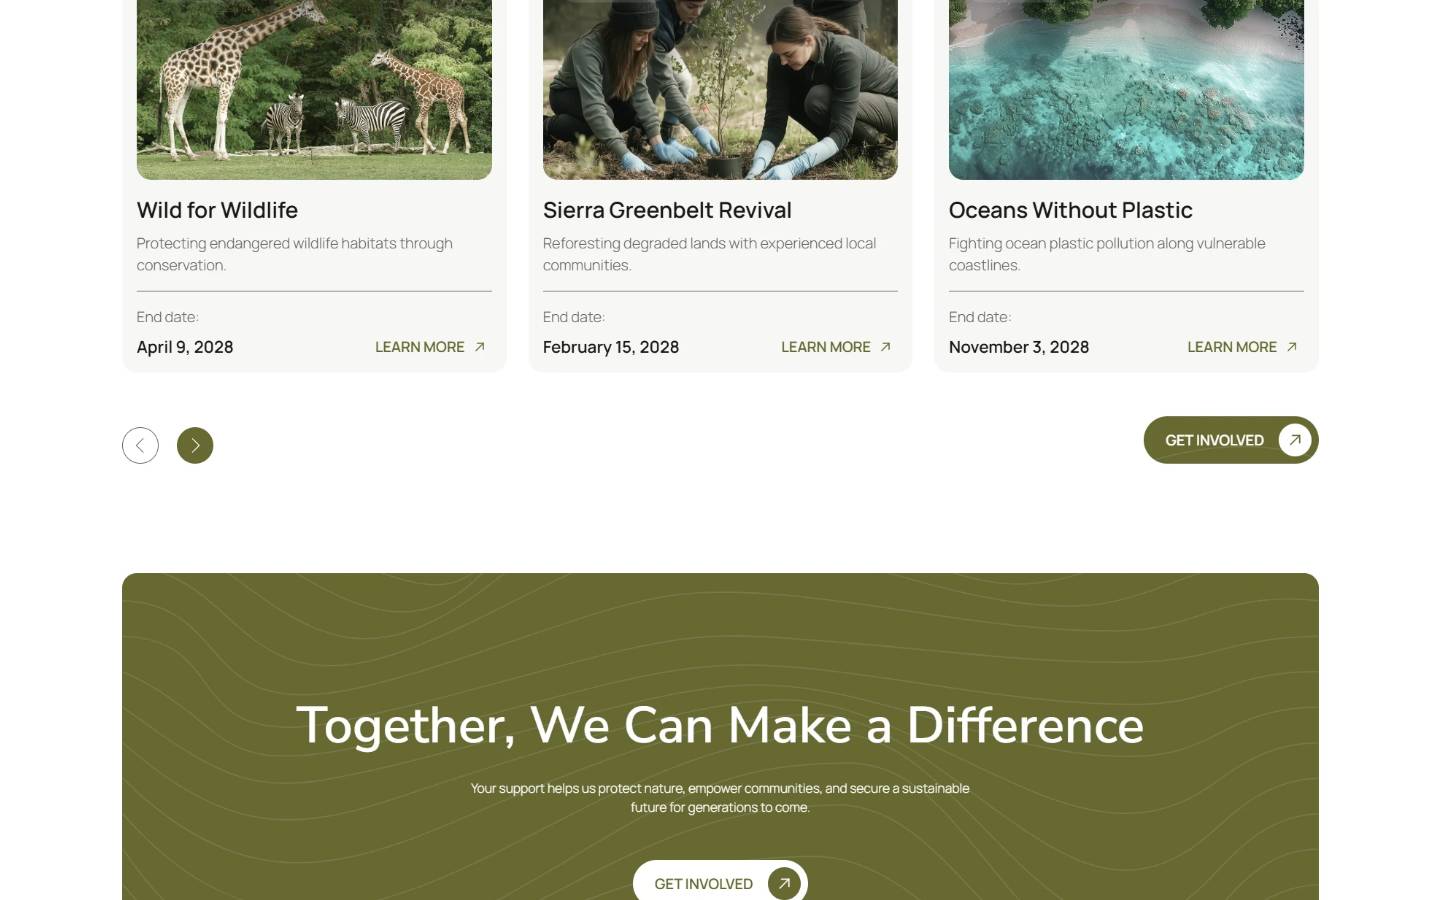 Wild for Wildlife
Protecting endangered wildlife habitats through
conservation.
End date:
April 9, 2028
LEARN MORE
Sierra Greenbelt Revival
Reforesting degraded lands with experienced local
communities.
End date:
February 15, 2028
LEARN MORE
Oceans Without Plastic
Fighting ocean plastic pollution along vulnerable
coastlines.
End date:
November 3, 2028
LEARN MORE
GET INVOLVED
Together, We Can Make a Difference
Your support helps us protect nature, empower communities, and secure a sustainable
future for generations to come.
GET INVOLVED